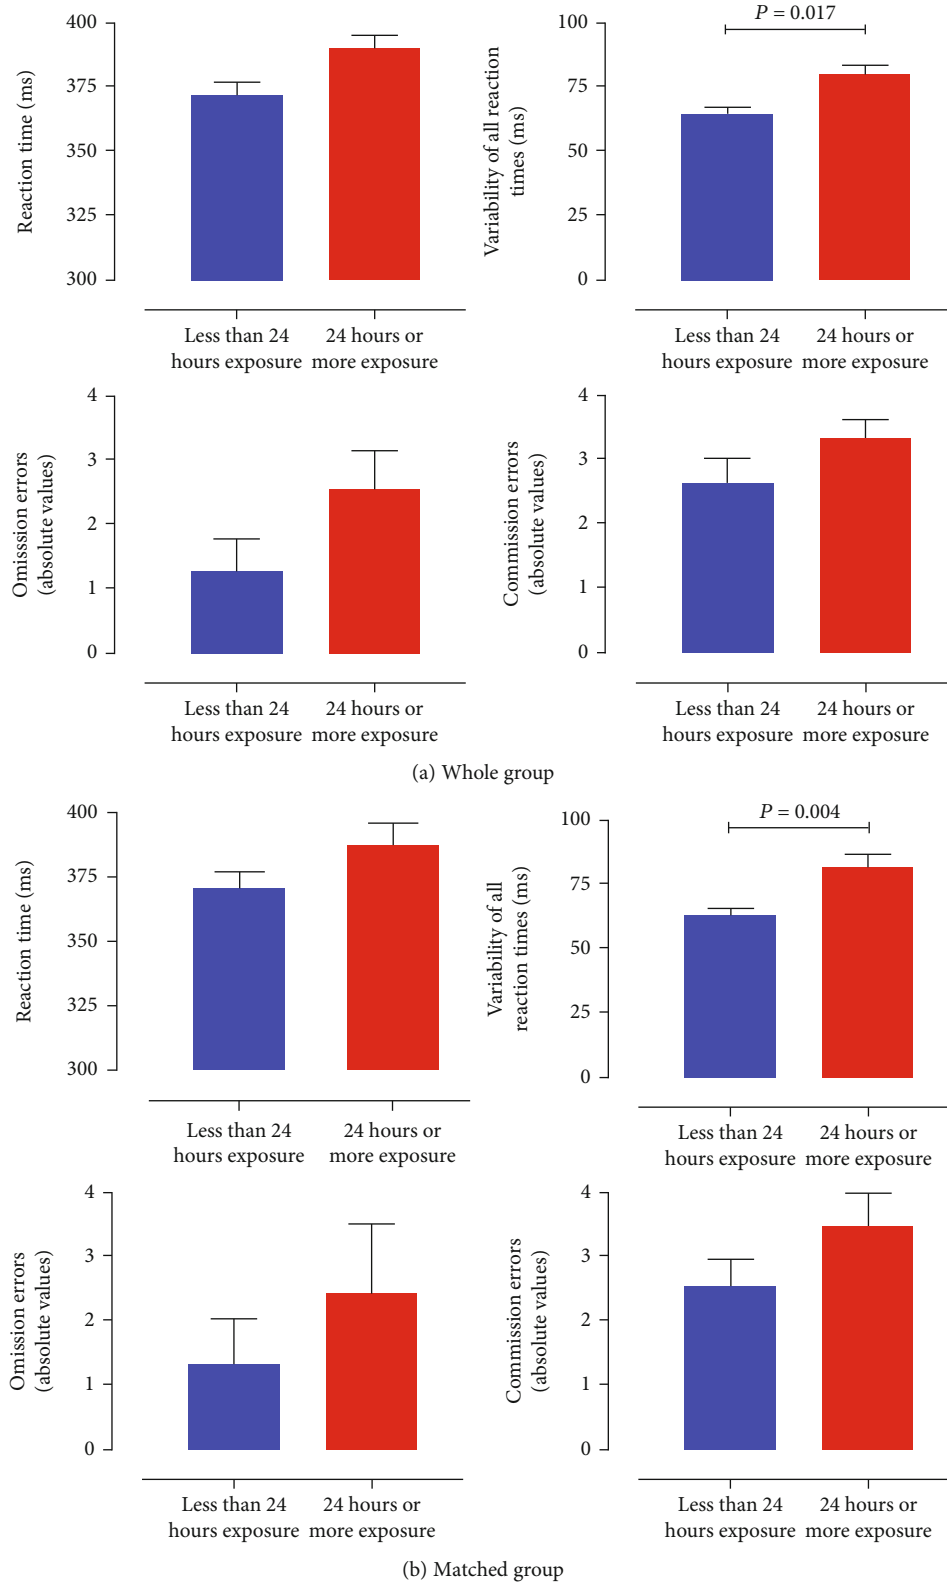 400
375
350
325
300
Reaction time (ms)
Less than 24
hours exposure
24 hours or
more exposure
P = 0.017
100
75
50
25
0
Variability of all reaction
times (ms)
Less than 24
hours exposure
24 hours or
more exposure
4
3
2
1
0
Omisssion errors
(absolute values)
Less than 24
hours exposure
24 hours or
more exposure
4
3
2
1
0
Commission errors
(absolute values)
Less than 24
hours exposure
24 hours or
more exposure
(a) Whole group
400
375
350
325
300
Reaction time (ms)
Less than 24
hours exposure
24 hours or
more exposure
P = 0.004
100
75
50
25
0
Variability of all
reaction times (ms)
Less than 24
hours exposure
24 hours or
more exposure
4
3
2
1
0
Omission errors
(absolute values)
Less than 24
hours exposure
24 hours or
more exposure
4
3
2
1
0
Commission errors
(absolute values)
Less than 24
hours exposure
24 hours or
more exposure
(b) Matched group